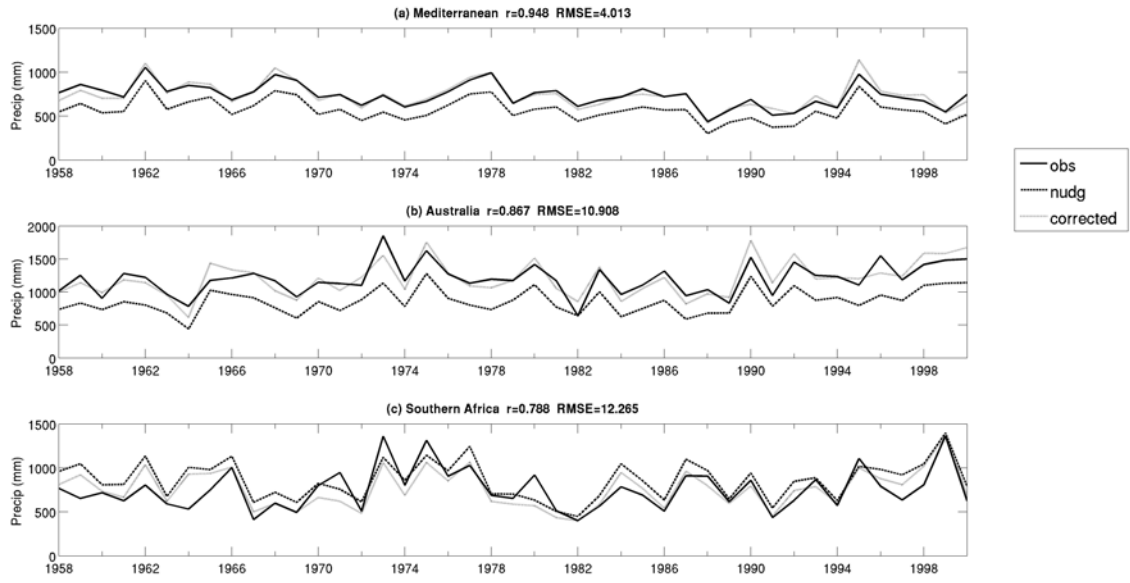 (a) Mediterranean r=0.948 RMSE=4.013
1500
1000
500
0
Precip (mm)
1958 1962 1966 1970 1974 1978 1982 1986 1990 1994 1998
obs
nudg
corrected
(b) Australia r=0.867 RMSE=10.908
2000
1500
1000
500
0
Precip (mm)
1958 1962 1966 1970 1974 1978 1982 1986 1990 1994 1998
(c) Southern Africa r=0.788 RMSE=12.265
1500
1000
500
0
Precip (mm)
1958 1962 1966 1970 1974 1978 1982 1986 1990 1994 1998